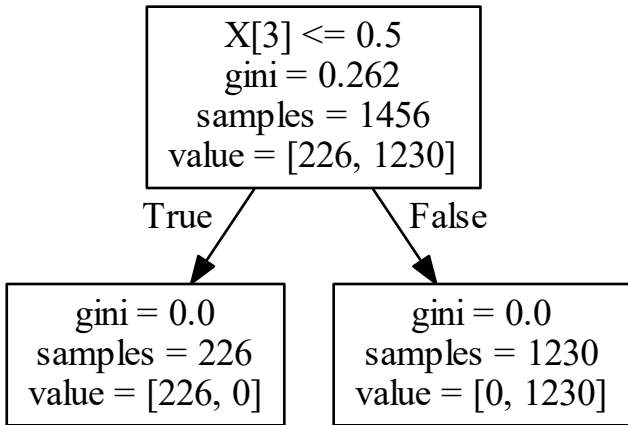 X[3] <= 0.5
gini = 0.262
samples = 1456
value = [226, 1230]
True
False
gini = 0.0
samples = 226
value = [226, 0]
gini = 0.0
samples = 1230
value = [0, 1230]